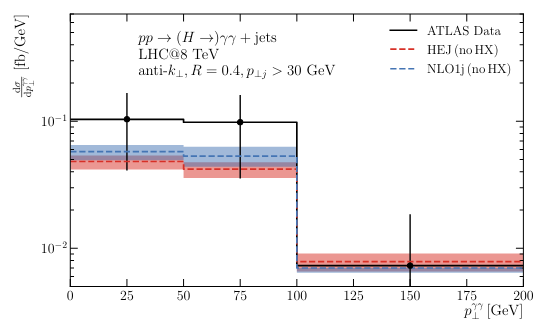 dσ/dp⊥^γγ [fb/GeV]
pp → (H →)γγ + jets
LHC@8 TeV
anti-k⊥, R = 0.4, p⊥j > 30 GeV
ATLAS Data
HEJ (no HX)
NLO1j (no HX)
10⁻¹
10⁻²
0 25 50 75 100 125 150 175 200
p⊥^γγ [GeV]